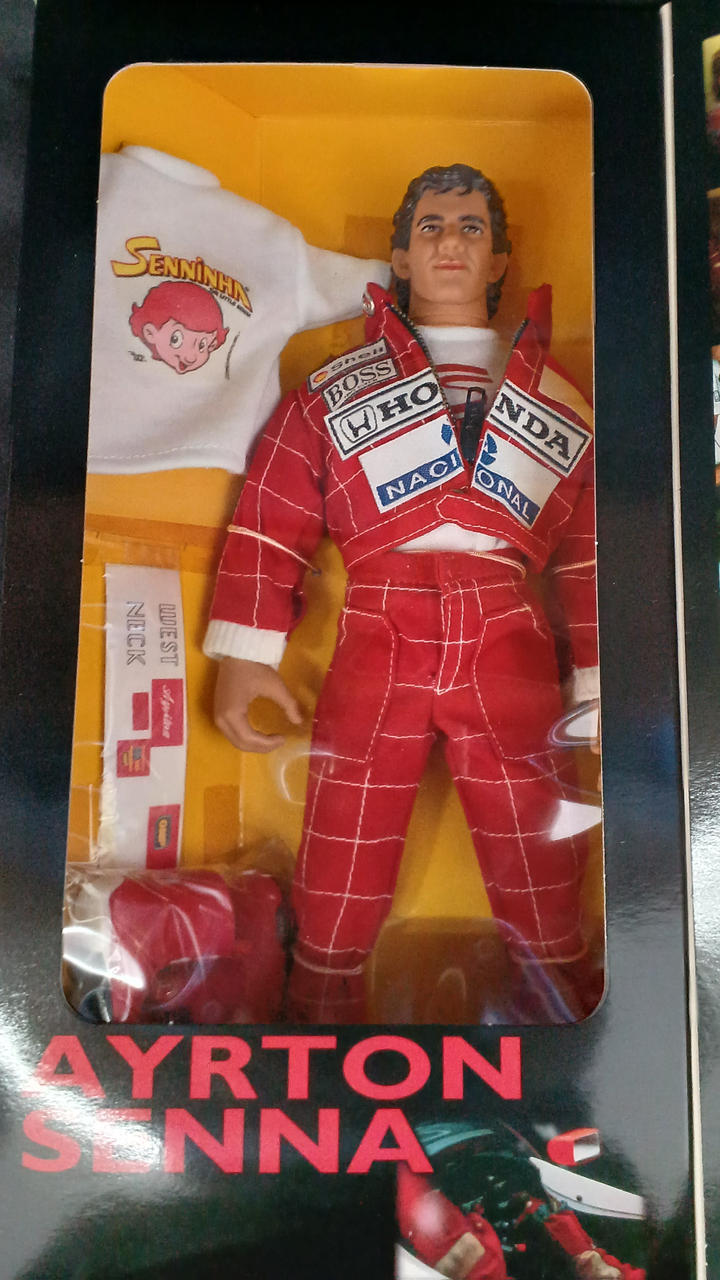 SENNiNHA
Shell
BOSS
HONDA
NACIONAL
WEST
NECK
AYRTON
SENNA